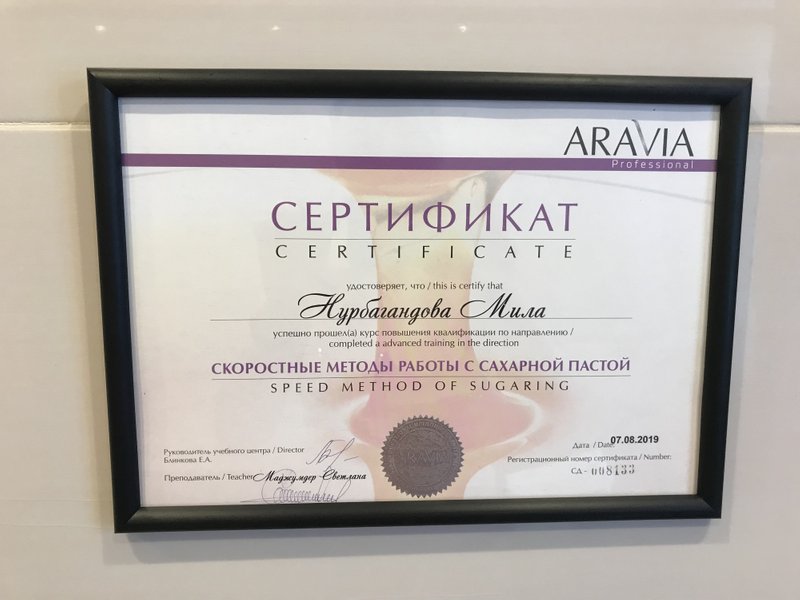 ARAVIA
Professional
СЕРТИФИКАТ
CERTIFICATE
удостоверяет, что / this is certify that
Нурбагандова Мила
успешно прошел(а) курс повышения квалификации по направлению /
completed a advanced training in the direction
СКОРОСТНЫЕ МЕТОДЫ РАБОТЫ С САХАРНОЙ ПАСТОЙ
SPEED METHOD OF SUGARING
Руководитель учебного центра / Director
Блинкова Е.А.
Преподаватель / Teacher Маджумдер Светлана
Дата / Date 07.08.2019
Регистрационный номер сертификата / Number:
СД - 008133